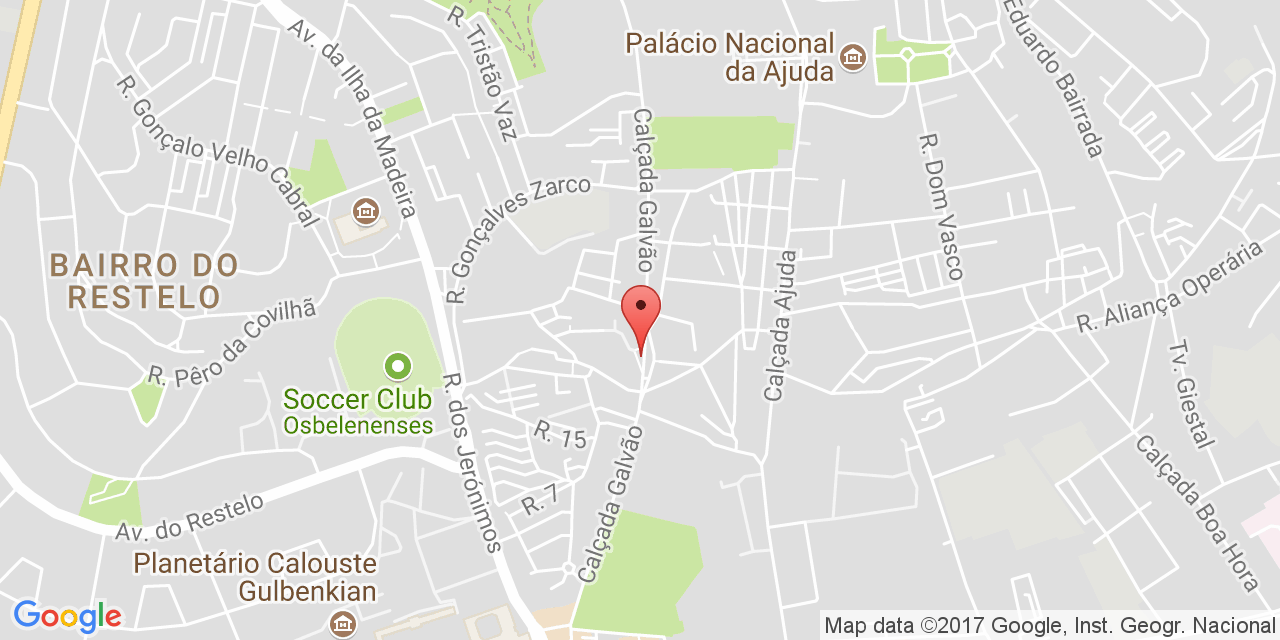 Av. da Ilha da Madeira
R. Tristão Vaz
Palácio Nacional
da Ajuda
Eduardo Bairrada
R. Gonçalo Velho Cabral
Calçada Galvão
R. Dom Vasco
R. Gonçalves Zarco
BAIRRO DO
RESTELO
Calçada Ajuda
R. Aliança Operária
R. Pêro da Covilhã
Soccer Club
Osbelenenses
R. dos Jerónimos
Tv. Giestal
R. 15
R. 7
Calçada Galvão
Calçada Boa Hora
Av. do Restelo
Planetário Calouste
Gulbenkian
Google
Map data ©2017 Google, Inst. Geogr. Nacional